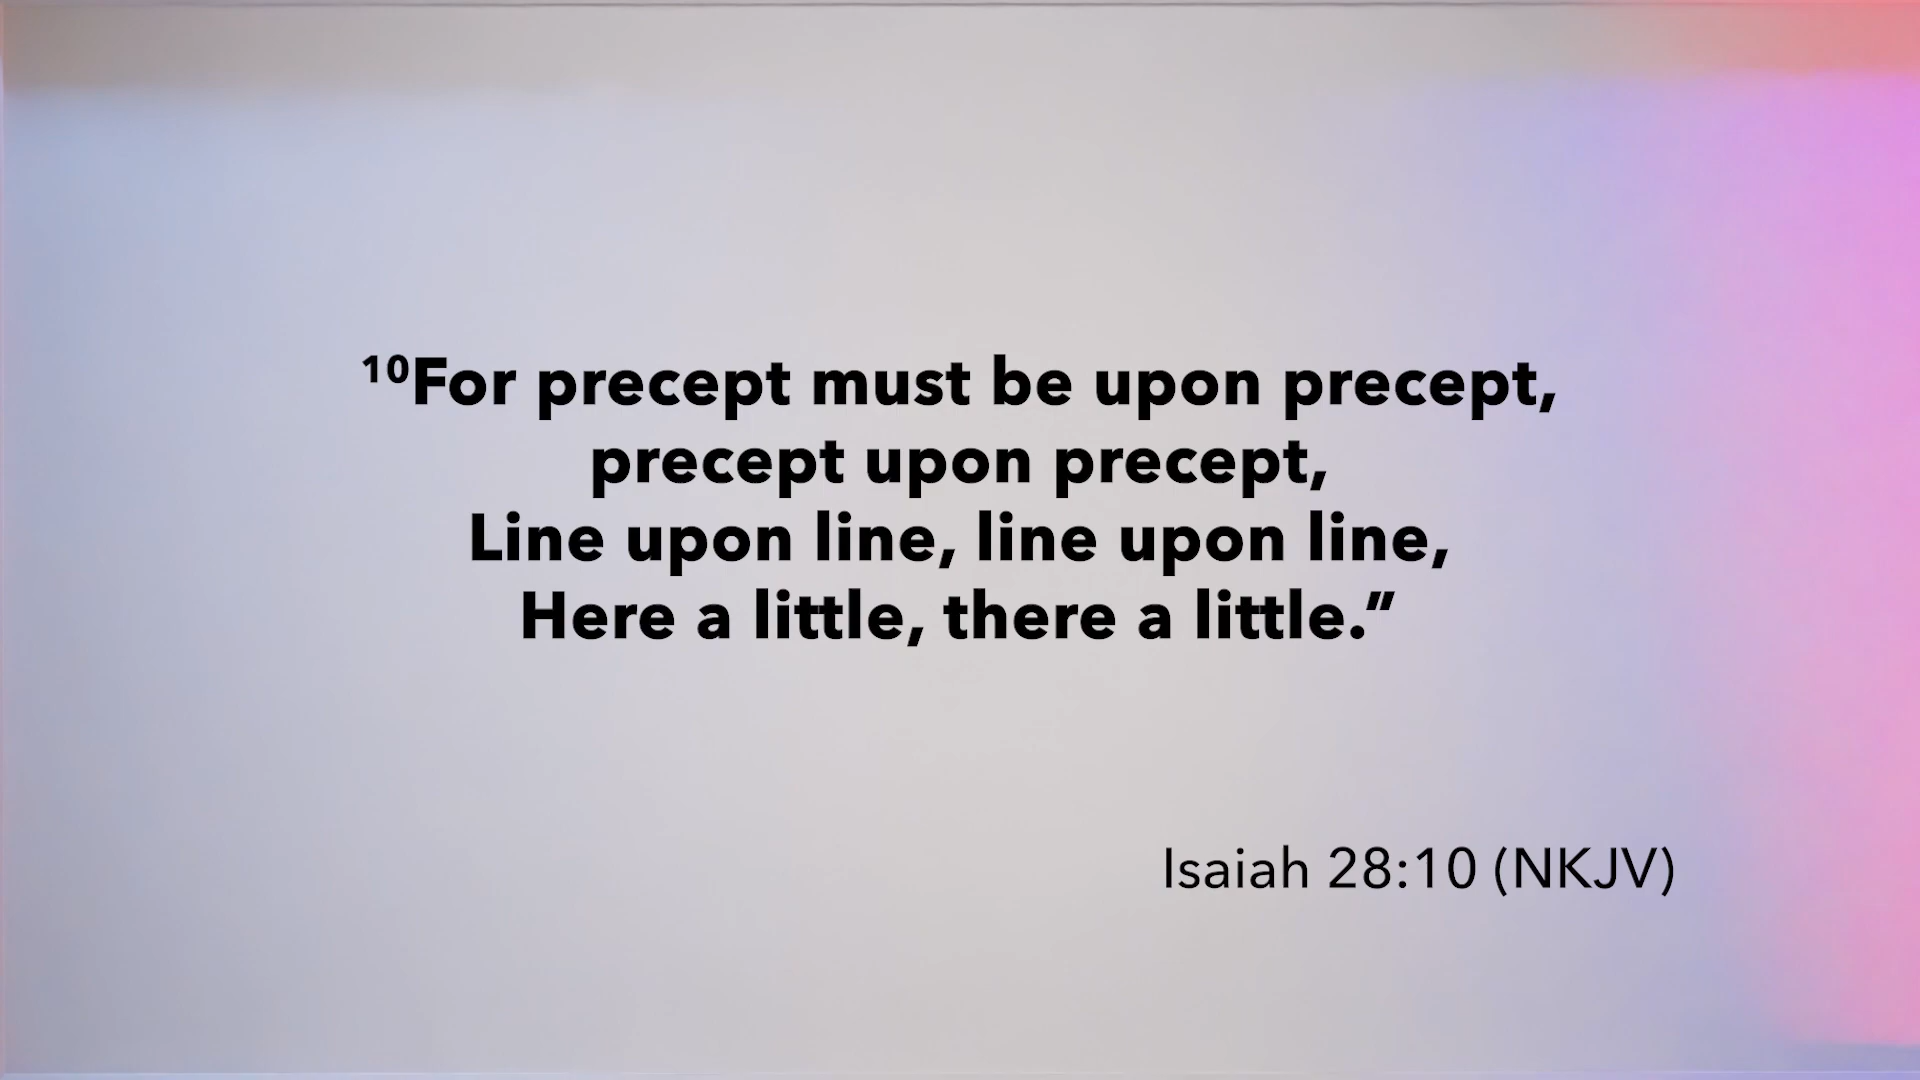 ¹⁰For precept must be upon precept,
precept upon precept,
Line upon line, line upon line,
Here a little, there a little.”
Isaiah 28:10 (NKJV)